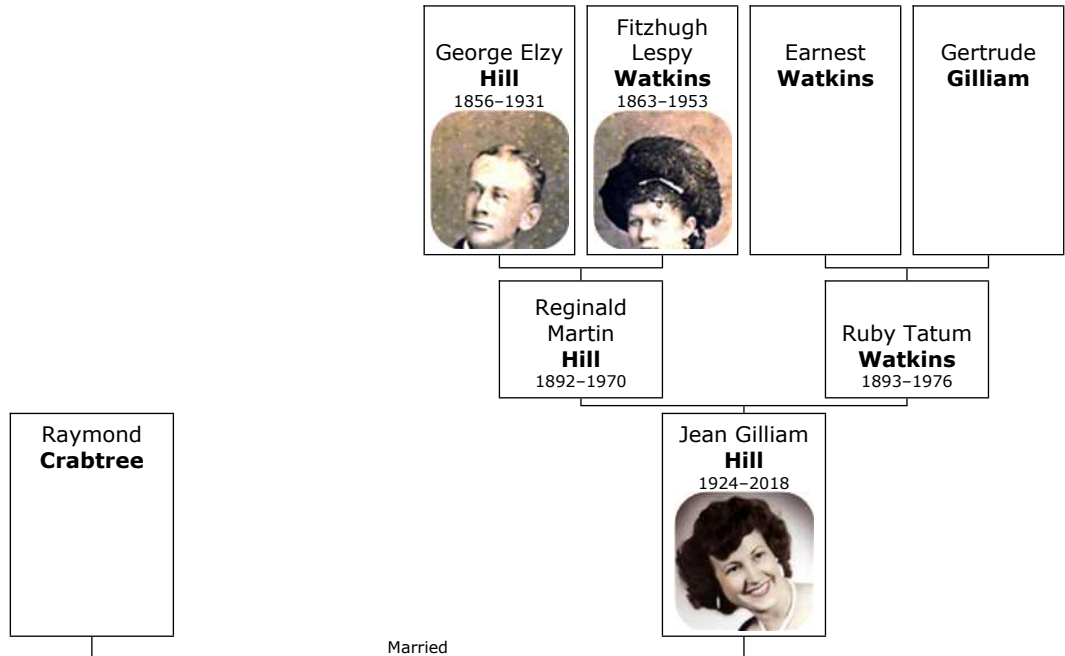 George Elzy
Hill
1856–1931
Fitzhugh
Lespy
Watkins
1863–1953
Earnest
Watkins
Gertrude
Gilliam
Reginald
Martin
Hill
1892–1970
Ruby Tatum
Watkins
1893–1976
Raymond
Crabtree
Jean Gilliam
Hill
1924–2018
Married